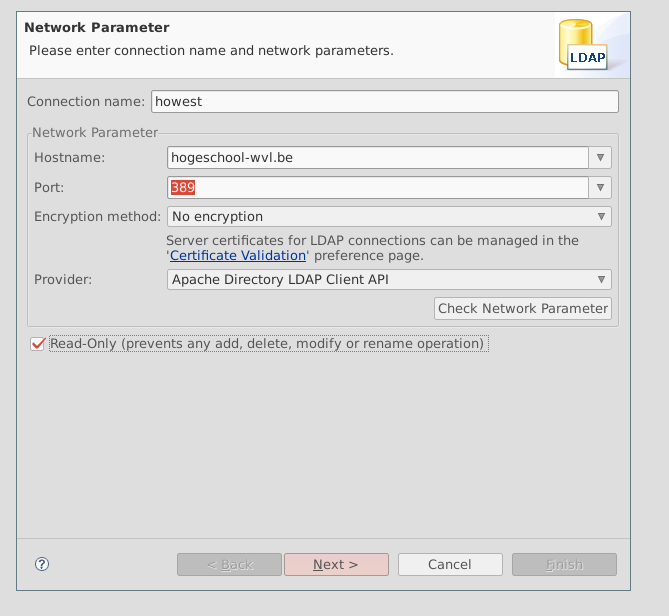 Network Parameter
Please enter connection name and network parameters.
LDAP
Connection name: howest
Network Parameter
Hostname: hogeschool-wvl.be
Port: 389
Encryption method: No encryption
Server certificates for LDAP connections can be managed in the
'Certificate Validation' preference page.
Provider: Apache Directory LDAP Client API
Check Network Parameter
Read-Only (prevents any add, delete, modify or rename operation)
? < Back Next > Cancel Finish